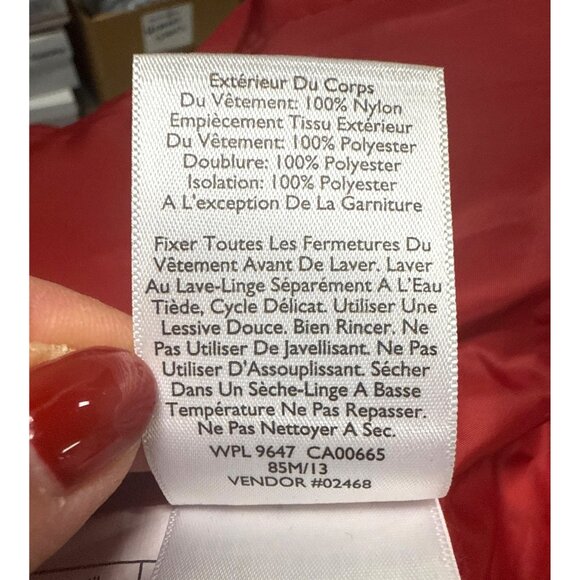 Extérieur Du Corps
Du Vêtement: 100% Nylon
Empiècement Tissu Extérieur
Du Vêtement: 100% Polyester
Doublure: 100% Polyester
Isolation: 100% Polyester
A L'exception De La Garniture
Fixer Toutes Les Fermetures Du
Vêtement Avant De Laver. Laver
Au Lave-Linge Séparément A L'Eau
Tiède, Cycle Délicat. Utiliser Une
Lessive Douce. Bien Rincer. Ne
Pas Utiliser De Javellisant. Ne Pas
Utiliser D'Assouplissant. Sécher
Dans Un Sèche-Linge A Basse
Température Ne Pas Repasser.
Ne Pas Nettoyer A Sec.
WPL 9647 CA00665
85M/13
VENDOR #02468